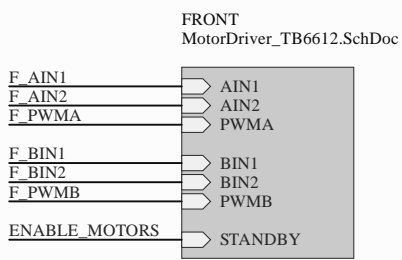 FRONT
MotorDriver_TB6612.SchDoc
F_AIN1
AIN1
F_AIN2
AIN2
F_PWMA
PWMA
F_BIN1
BIN1
F_BIN2
BIN2
F_PWMB
PWMB
ENABLE_MOTORS
STANDBY